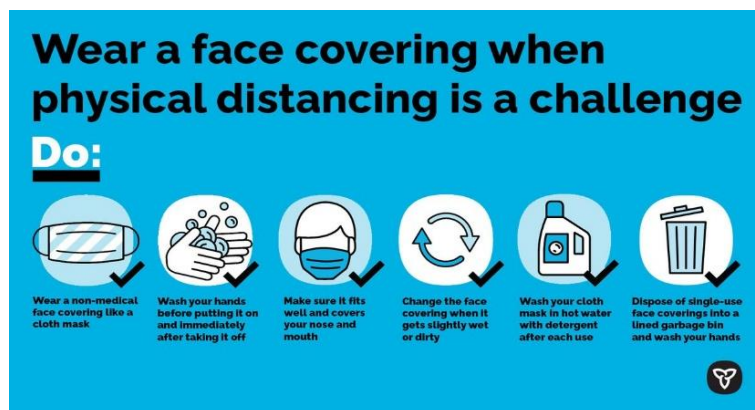 Wear a face covering when
physical distancing is a challenge
Do:
Wear a non-medical
face covering like a
cloth mask
Wash your hands
before putting it on
and immediately
after taking it off
Make sure it fits
well and covers
your nose and
mouth
Change the face
covering when it
gets slightly wet
or dirty
Wash your cloth
mask in hot water
with detergent
after each use
Dispose of single-use
face coverings into a
lined garbage bin
and wash your hands